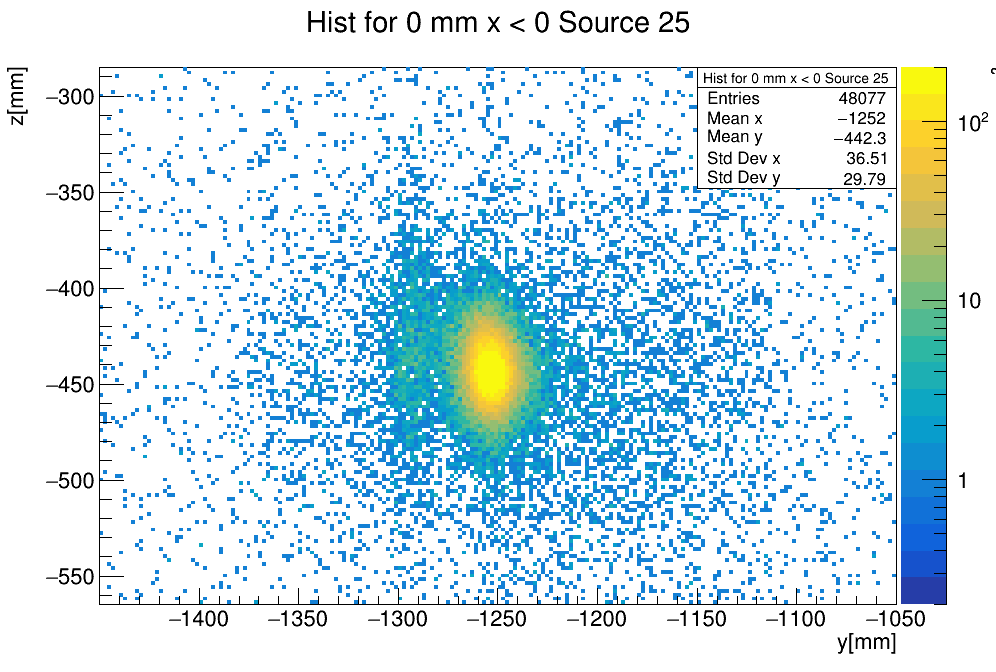 Hist for 0 mm x < 0 Source 25
z[mm]
−300
−350
−400
−450
−500
−550
Hist for 0 mm x < 0 Source 25
Entries 48077
Mean x −1252
Mean y −442.3
Std Dev x 36.51
Std Dev y 29.79
10²
10
1
−1400 −1350 −1300 −1250 −1200 −1150 −1100 −1050
y[mm]